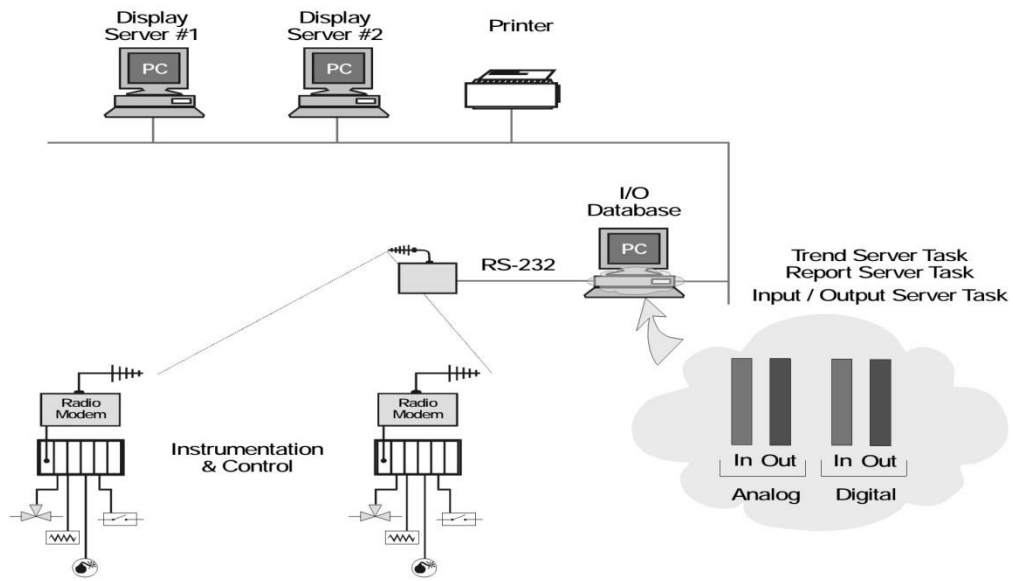 Display
Server #1
Display
Server #2
Printer
PC
PC
I/O
Database
PC
RS-232
Trend Server Task
Report Server Task
Input / Output Server Task
Radio
Modem
Radio
Modem
Instrumentation
& Control
In Out
In Out
Analog
Digital